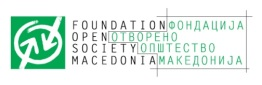 FOUNDATION ФОНДАЦИЈА
OPEN ОТВОРЕНО
SOCIETY ОПШТЕСТВО
MACEDONIA МАКЕДОНИЈА